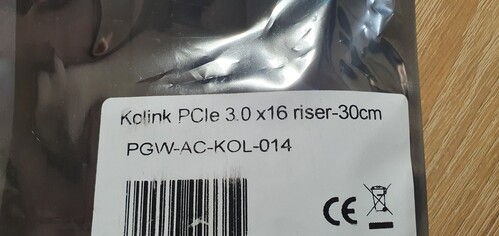 Kolink PCIe 3.0 x16 riser-30cm
PGW-AC-KOL-014
CE